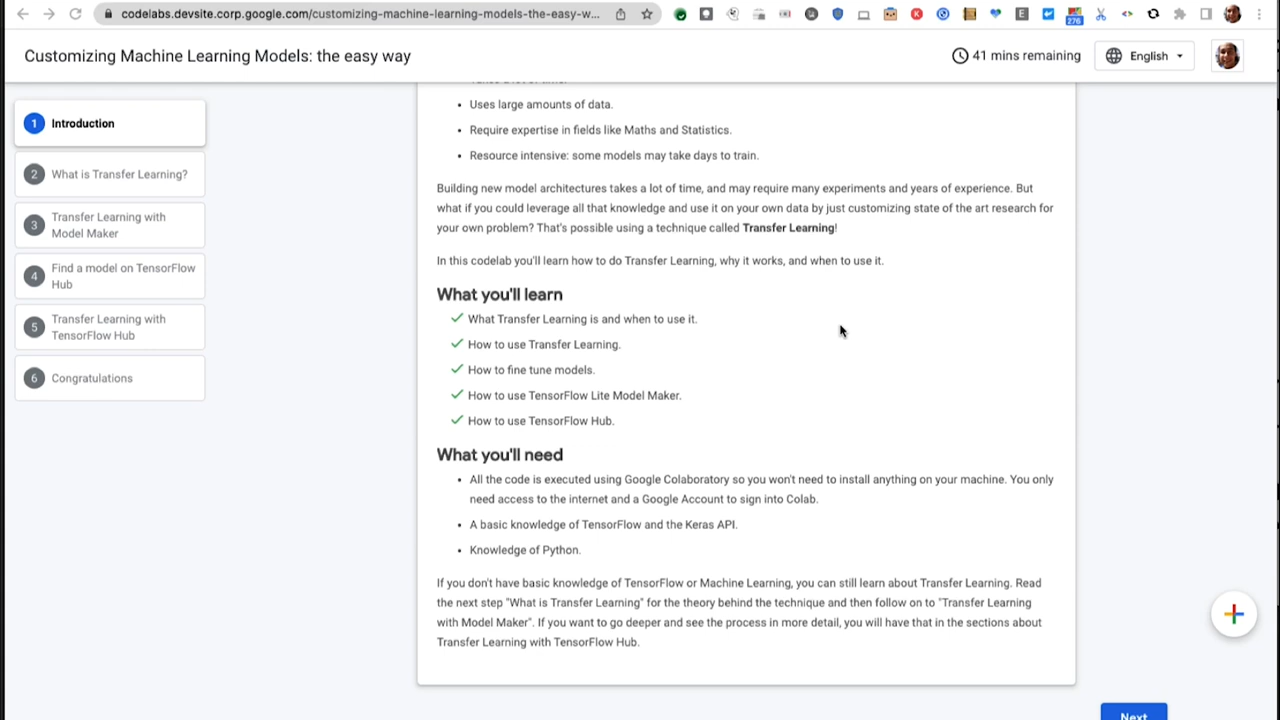 codelabs.devsite.corp.google.com/customizing-machine-learning-models-the-easy-w...
276
Customizing Machine Learning Models: the easy way
41 mins remaining
English
1 Introduction
2 What is Transfer Learning?
3 Transfer Learning with
Model Maker
4 Find a model on TensorFlow
Hub
5 Transfer Learning with
TensorFlow Hub
6 Congratulations
Uses large amounts of data.
Require expertise in fields like Maths and Statistics.
Resource intensive: some models may take days to train.
Building new model architectures takes a lot of time, and may require many experiments and years of experience. But
what if you could leverage all that knowledge and use it on your own data by just customizing state of the art research for
your own problem? That's possible using a technique called Transfer Learning!
In this codelab you'll learn how to do Transfer Learning, why it works, and when to use it.
What you'll learn
What Transfer Learning is and when to use it.
How to use Transfer Learning.
How to fine tune models.
How to use TensorFlow Lite Model Maker.
How to use TensorFlow Hub.
What you'll need
All the code is executed using Google Colaboratory so you won't need to install anything on your machine. You only
need access to the internet and a Google Account to sign into Colab.
A basic knowledge of TensorFlow and the Keras API.
Knowledge of Python.
If you don't have basic knowledge of TensorFlow or Machine Learning, you can still learn about Transfer Learning. Read
the next step "What is Transfer Learning" for the theory behind the technique and then follow on to "Transfer Learning
with Model Maker". If you want to go deeper and see the process in more detail, you will have that in the sections about
Transfer Learning with TensorFlow Hub.
Next